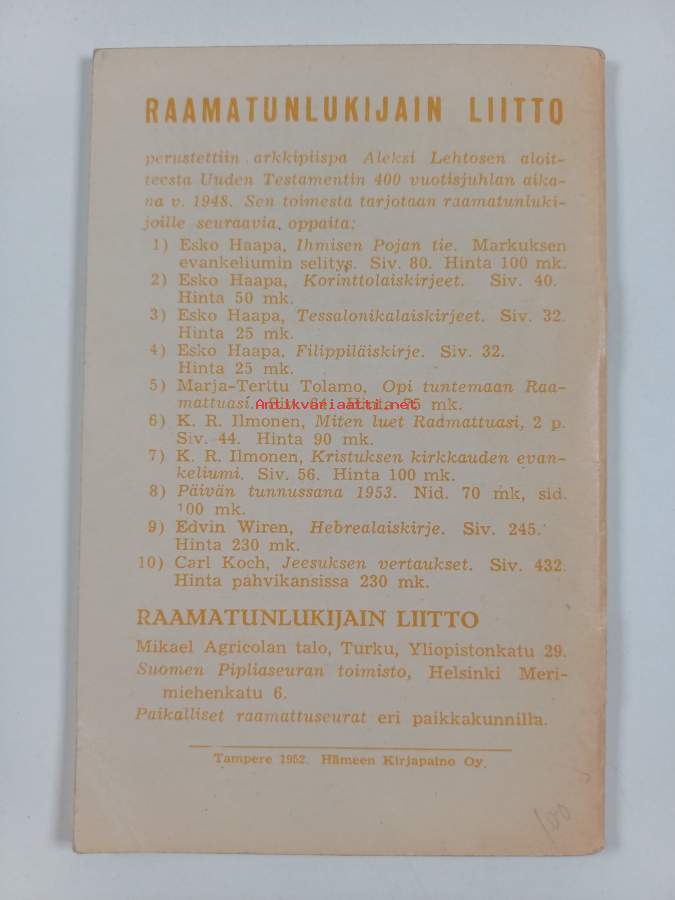 RAAMATUNLUKIJAIN LIITTO
perustettiin arkkipiispa Aleksi Lehtosen aloit-
teesta Uuden Testamentin 400 vuotisjuhlan aika-
na v. 1948. Sen toimesta tarjotaan raamatunluki-
joille seuraavia oppaita:
1) Esko Haapa, Ihmisen Pojan tie. Markuksen
evankeliumin selitys. Siv. 80. Hinta 100 mk.
2) Esko Haapa, Korinttolaiskirjeet. Siv. 40.
Hinta 50 mk.
3) Esko Haapa, Tessalonikalaiskirjeet. Siv. 32.
Hinta 25 mk.
4) Esko Haapa, Filippiläiskirje. Siv. 32.
Hinta 25 mk.
5) Marja-Terttu Tolamo, Opi tuntemaan Raa-
mattuasi. Siv. 64. Hinta 95 mk.
Antikvariaatti.net
6) K. R. Ilmonen, Miten luet Raamattuasi, 2 p.
Siv. 44. Hinta 90 mk.
7) K. R. Ilmonen, Kristuksen kirkkauden evan-
keliumi. Siv. 56. Hinta 100 mk.
8) Päivän tunnussana 1953. Nid. 70 mk, sid.
100 mk.
9) Edvin Wiren, Hebrealaiskirje. Siv. 245.
Hinta 230 mk.
10) Carl Koch, Jeesuksen vertaukset. Siv. 432.
Hinta pahvikansissa 230 mk.
RAAMATUNLUKIJAIN LIITTO
Mikael Agricolan talo, Turku, Yliopistonkatu 29.
Suomen Pipliaseuran toimisto, Helsinki Meri-
miehenkatu 6.
Paikalliset raamattuseurat eri paikkakunnilla.
Tampere 1952. Hämeen Kirjapaino Oy.
100